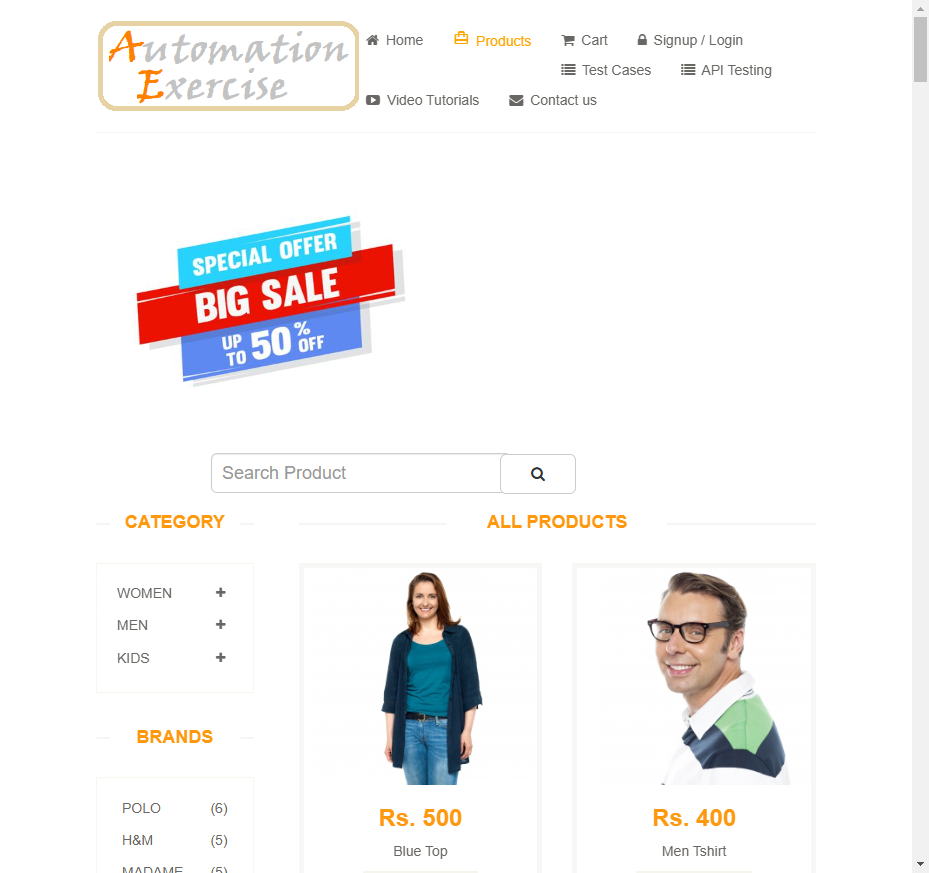 Automation
Exercise
Home
Products
Cart
Signup / Login
Test Cases
API Testing
Video Tutorials
Contact us
SPECIAL OFFER
BIG SALE
UP TO 50% OFF
Search Product
CATEGORY
ALL PRODUCTS
WOMEN
MEN
KIDS
BRANDS
POLO (6)
H&M (5)
MADAME (5)
Rs. 500
Blue Top
Rs. 400
Men Tshirt